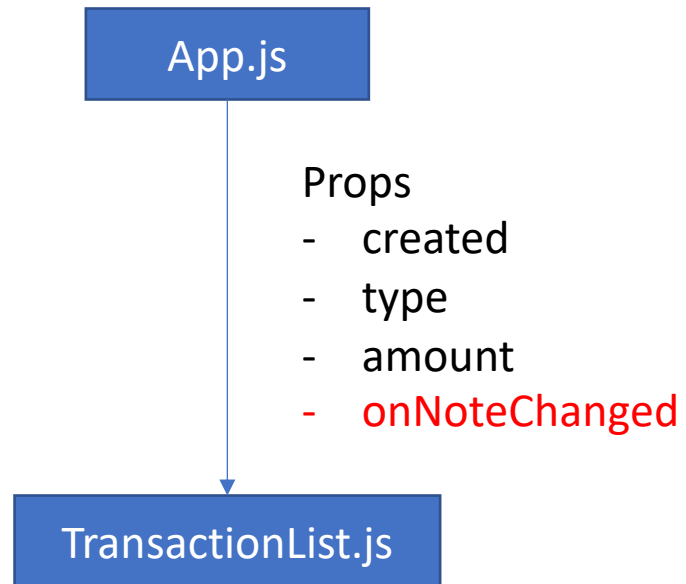 App.js
Props
- created
- type
- amount
- onNoteChanged
TransactionList.js